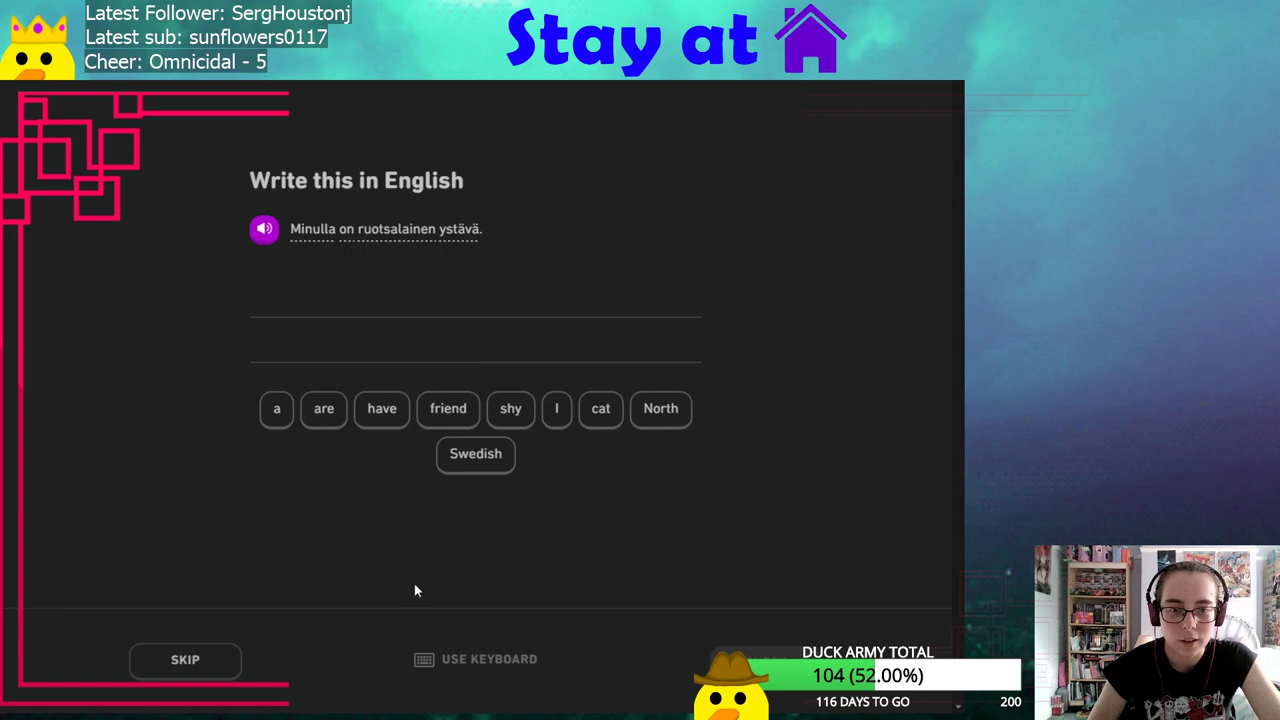 Latest Follower: SergHoustonj
Latest sub: sunflowers0117
Cheer: Omnicidal - 5
Stay at
Write this in English
Minulla on ruotsalainen ystävä.
a are have friend shy I cat North
Swedish
SKIP
USE KEYBOARD
DUCK ARMY TOTAL
104 (52.00%)
116 DAYS TO GO 200